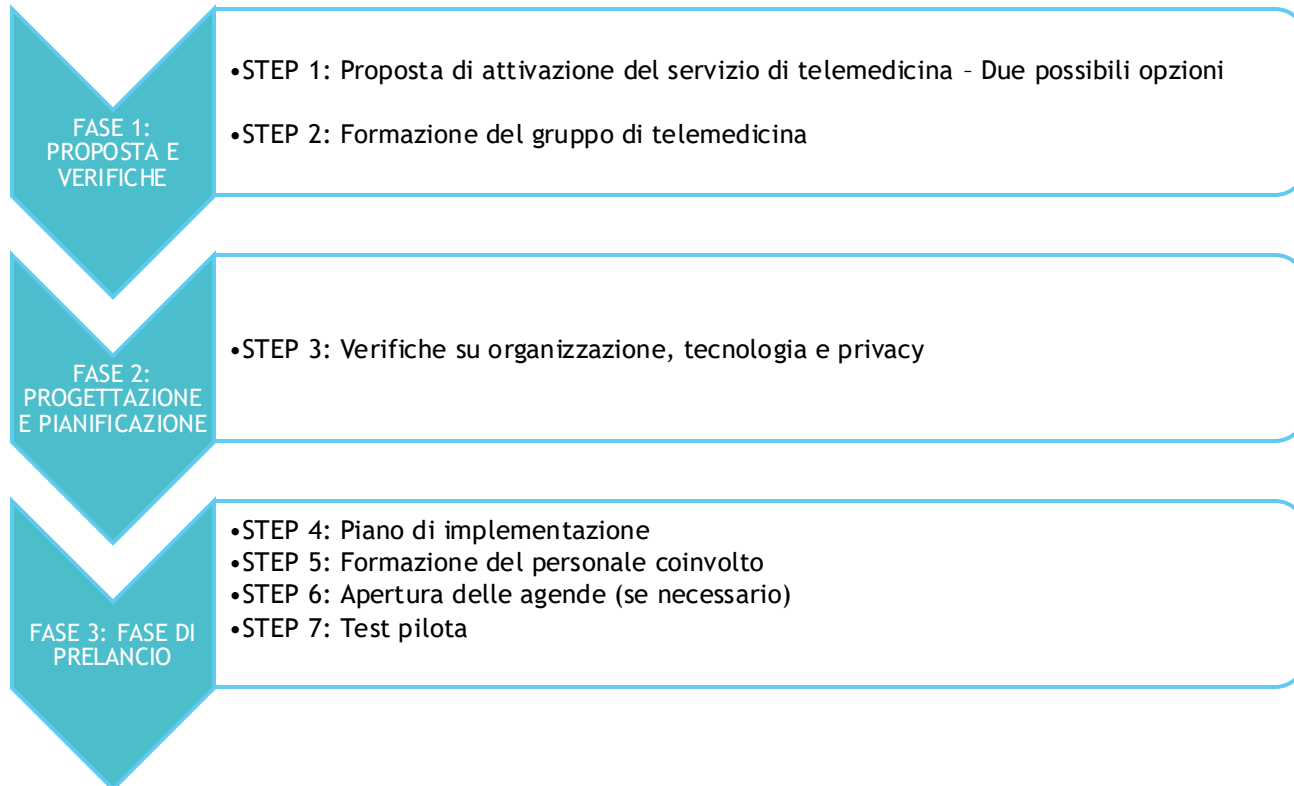 FASE 1:
PROPOSTA E
VERIFICHE
•STEP 1: Proposta di attivazione del servizio di telemedicina – Due possibili opzioni
•STEP 2: Formazione del gruppo di telemedicina
FASE 2:
PROGETTAZIONE
E PIANIFICAZIONE
•STEP 3: Verifiche su organizzazione, tecnologia e privacy
FASE 3: FASE DI
PRELANCIO
•STEP 4: Piano di implementazione
•STEP 5: Formazione del personale coinvolto
•STEP 6: Apertura delle agende (se necessario)
•STEP 7: Test pilota